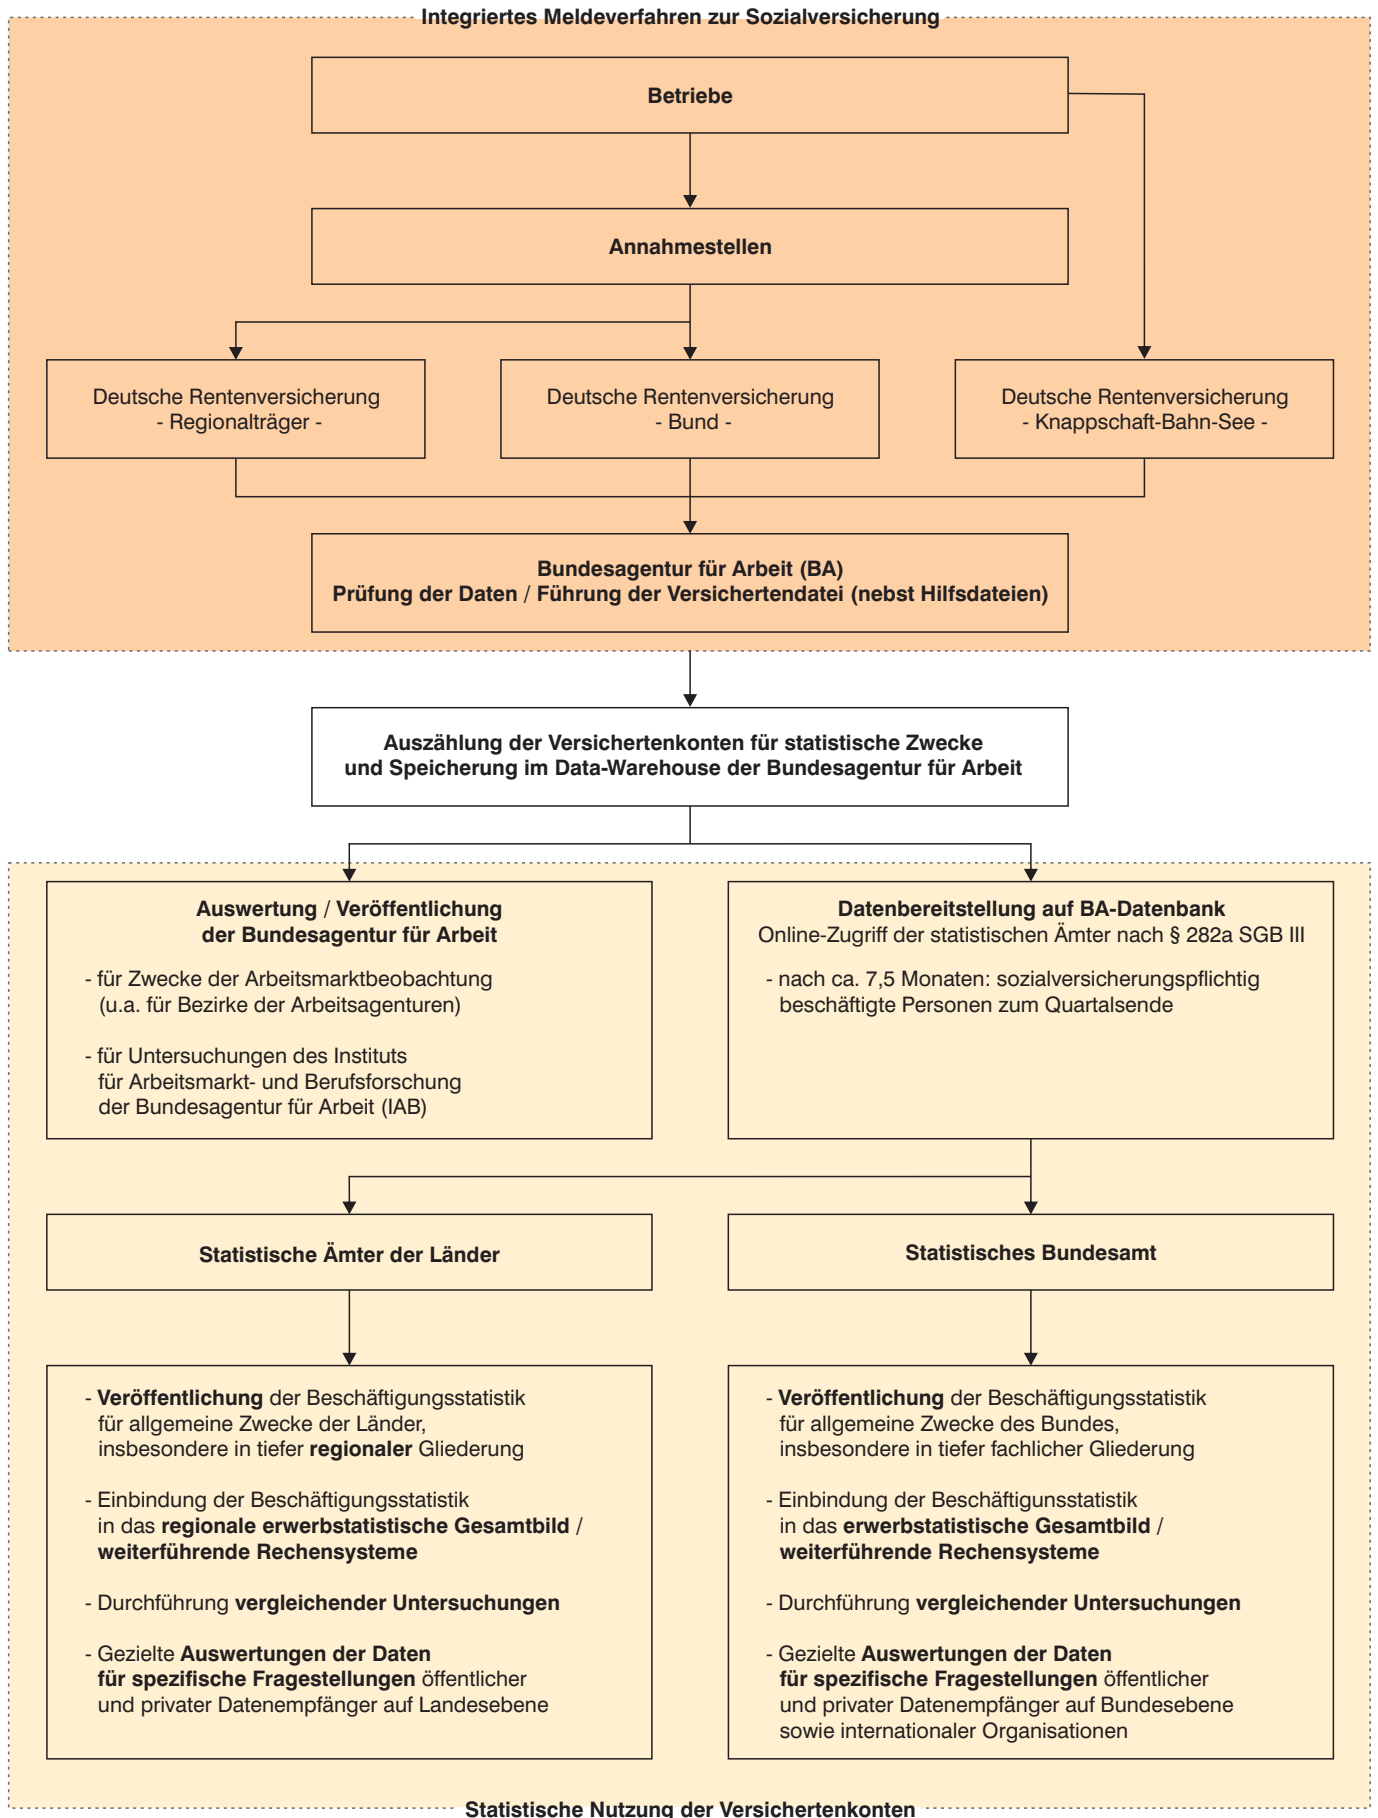 Integriertes Meldeverfahren zur Sozialversicherung
Betriebe
Annahmestellen
Deutsche Rentenversicherung
- Regionalträger -
Deutsche Rentenversicherung
- Bund -
Deutsche Rentenversicherung
- Knappschaft-Bahn-See -
Bundesagentur für Arbeit (BA)
Prüfung der Daten / Führung der Versichertendatei (nebst Hilfsdateien)
Auszählung der Versichertenkonten für statistische Zwecke
und Speicherung im Data-Warehouse der Bundesagentur für Arbeit
Auswertung / Veröffentlichung
der Bundesagentur für Arbeit
- für Zwecke der Arbeitsmarktbeobachtung
(u.a. für Bezirke der Arbeitsagenturen)
- für Untersuchungen des Instituts
für Arbeitsmarkt- und Berufsforschung
der Bundesagentur für Arbeit (IAB)
Datenbereitstellung auf BA-Datenbank
Online-Zugriff der statistischen Ämter nach § 282a SGB III
- nach ca. 7,5 Monaten: sozialversicherungspflichtig
beschäftigte Personen zum Quartalsende
Statistische Ämter der Länder
Statistisches Bundesamt
- Veröffentlichung der Beschäftigungsstatistik
für allgemeine Zwecke der Länder,
insbesondere in tiefer regionaler Gliederung
- Einbindung der Beschäftigungsstatistik
in das regionale erwerbstatistische Gesamtbild /
weiterführende Rechensysteme
- Durchführung vergleichender Untersuchungen
- Gezielte Auswertungen der Daten
für spezifische Fragestellungen öffentlicher
und privater Datenempfänger auf Landesebene
- Veröffentlichung der Beschäftigungsstatistik
für allgemeine Zwecke des Bundes,
insbesondere in tiefer fachlicher Gliederung
- Einbindung der Beschäftigunsstatistik
in das erwerbstatistische Gesamtbild /
weiterführende Rechensysteme
- Durchführung vergleichender Untersuchungen
- Gezielte Auswertungen der Daten
für spezifische Fragestellungen öffentlicher
und privater Datenempfänger auf Bundesebene
sowie internationaler Organisationen
Statistische Nutzung der Versichertenkonten